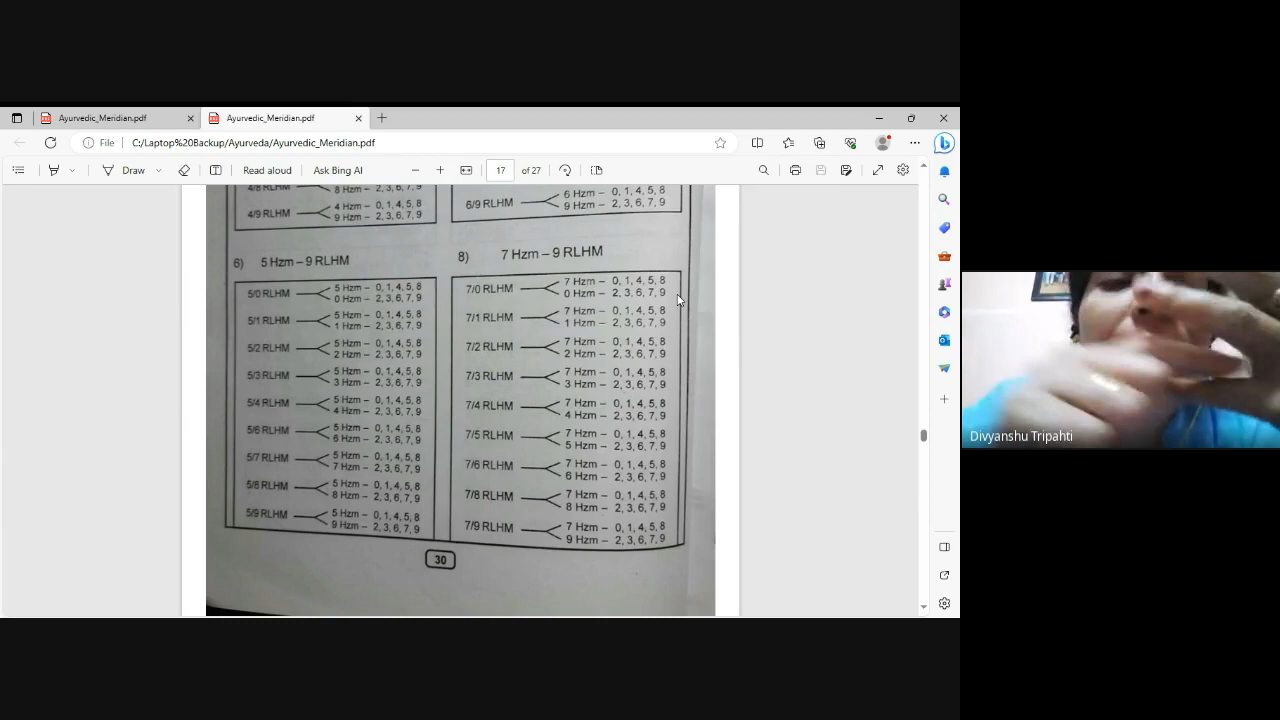 Ayurvedic_Meridian.pdf
Ayurvedic_Meridian.pdf
File
C:/Laptop%20Backup/Ayurveda/Ayurvedic_Meridian.pdf
Draw
Read aloud
Ask Bing AI
17
of 27
4/8 RLHM
8 Hzm – 2, 3, 6, 7, 9
4/9 RLHM
4 Hzm – 0, 1, 4, 5, 8
9 Hzm – 2, 3, 6, 7, 9
6/9 RLHM
6 Hzm – 0, 1, 4, 5, 8
9 Hzm – 2, 3, 6, 7, 9
6) 5 Hzm – 9 RLHM
5/0 RLHM
5 Hzm – 0, 1, 4, 5, 8
0 Hzm – 2, 3, 6, 7, 9
5/1 RLHM
5 Hzm – 0, 1, 4, 5, 8
1 Hzm – 2, 3, 6, 7, 9
5/2 RLHM
5 Hzm – 0, 1, 4, 5, 8
2 Hzm – 2, 3, 6, 7, 9
5/3 RLHM
5 Hzm – 0, 1, 4, 5, 8
3 Hzm – 2, 3, 6, 7, 9
5/4 RLHM
5 Hzm – 0, 1, 4, 5, 8
4 Hzm – 2, 3, 6, 7, 9
5/6 RLHM
5 Hzm – 0, 1, 4, 5, 8
6 Hzm – 2, 3, 6, 7, 9
5/7 RLHM
5 Hzm – 0, 1, 4, 5, 8
7 Hzm – 2, 3, 6, 7, 9
5/8 RLHM
5 Hzm – 0, 1, 4, 5, 8
8 Hzm – 2, 3, 6, 7, 9
5/9 RLHM
5 Hzm – 0, 1, 4, 5, 8
9 Hzm – 2, 3, 6, 7, 9
8) 7 Hzm – 9 RLHM
7/0 RLHM
7 Hzm – 0, 1, 4, 5, 8
0 Hzm – 2, 3, 6, 7, 9
7/1 RLHM
7 Hzm – 0, 1, 4, 5, 8
1 Hzm – 2, 3, 6, 7, 9
7/2 RLHM
7 Hzm – 0, 1, 4, 5, 8
2 Hzm – 2, 3, 6, 7, 9
7/3 RLHM
7 Hzm – 0, 1, 4, 5, 8
3 Hzm – 2, 3, 6, 7, 9
7/4 RLHM
7 Hzm – 0, 1, 4, 5, 8
4 Hzm – 2, 3, 6, 7, 9
7/5 RLHM
7 Hzm – 0, 1, 4, 5, 8
5 Hzm – 2, 3, 6, 7, 9
7/6 RLHM
7 Hzm – 0, 1, 4, 5, 8
6 Hzm – 2, 3, 6, 7, 9
7/8 RLHM
7 Hzm – 0, 1, 4, 5, 8
8 Hzm – 2, 3, 6, 7, 9
7/9 RLHM
7 Hzm – 0, 1, 4, 5, 8
9 Hzm – 2, 3, 6, 7, 9
30
Divyanshu Tripahti